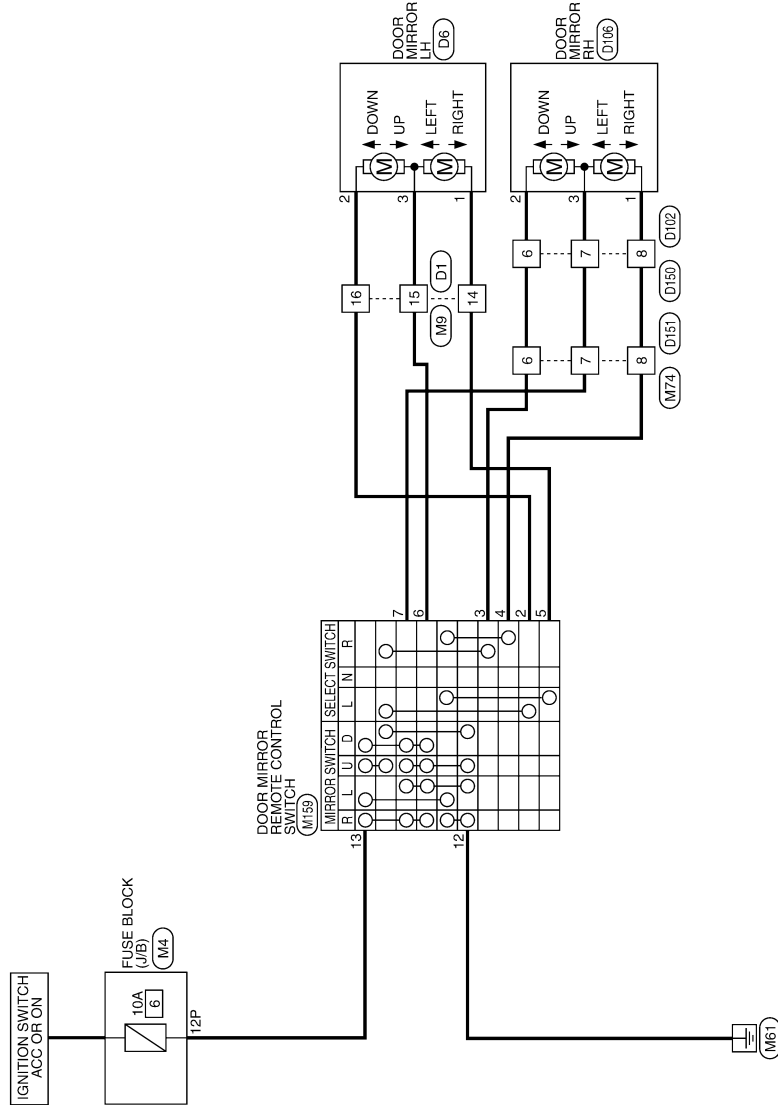 IGNITION SWITCH
ACC OR ON
FUSE BLOCK
(J/B)
M4
10A
6
12P
DOOR MIRROR
REMOTE CONTROL
SWITCH
M159
MIRROR SWITCH
SELECT SWITCH
R
L
U
D
L
N
R
13
12
7
6
3
4
2
5
M61
16
15
14
M9
D1
6
7
8
M74
D151
6
7
8
D150
D102
2
3
1
DOOR
MIRROR
LH
D6
M
DOWN
UP
M
LEFT
RIGHT
2
3
1
DOOR
MIRROR
RH
D106
M
DOWN
UP
M
LEFT
RIGHT